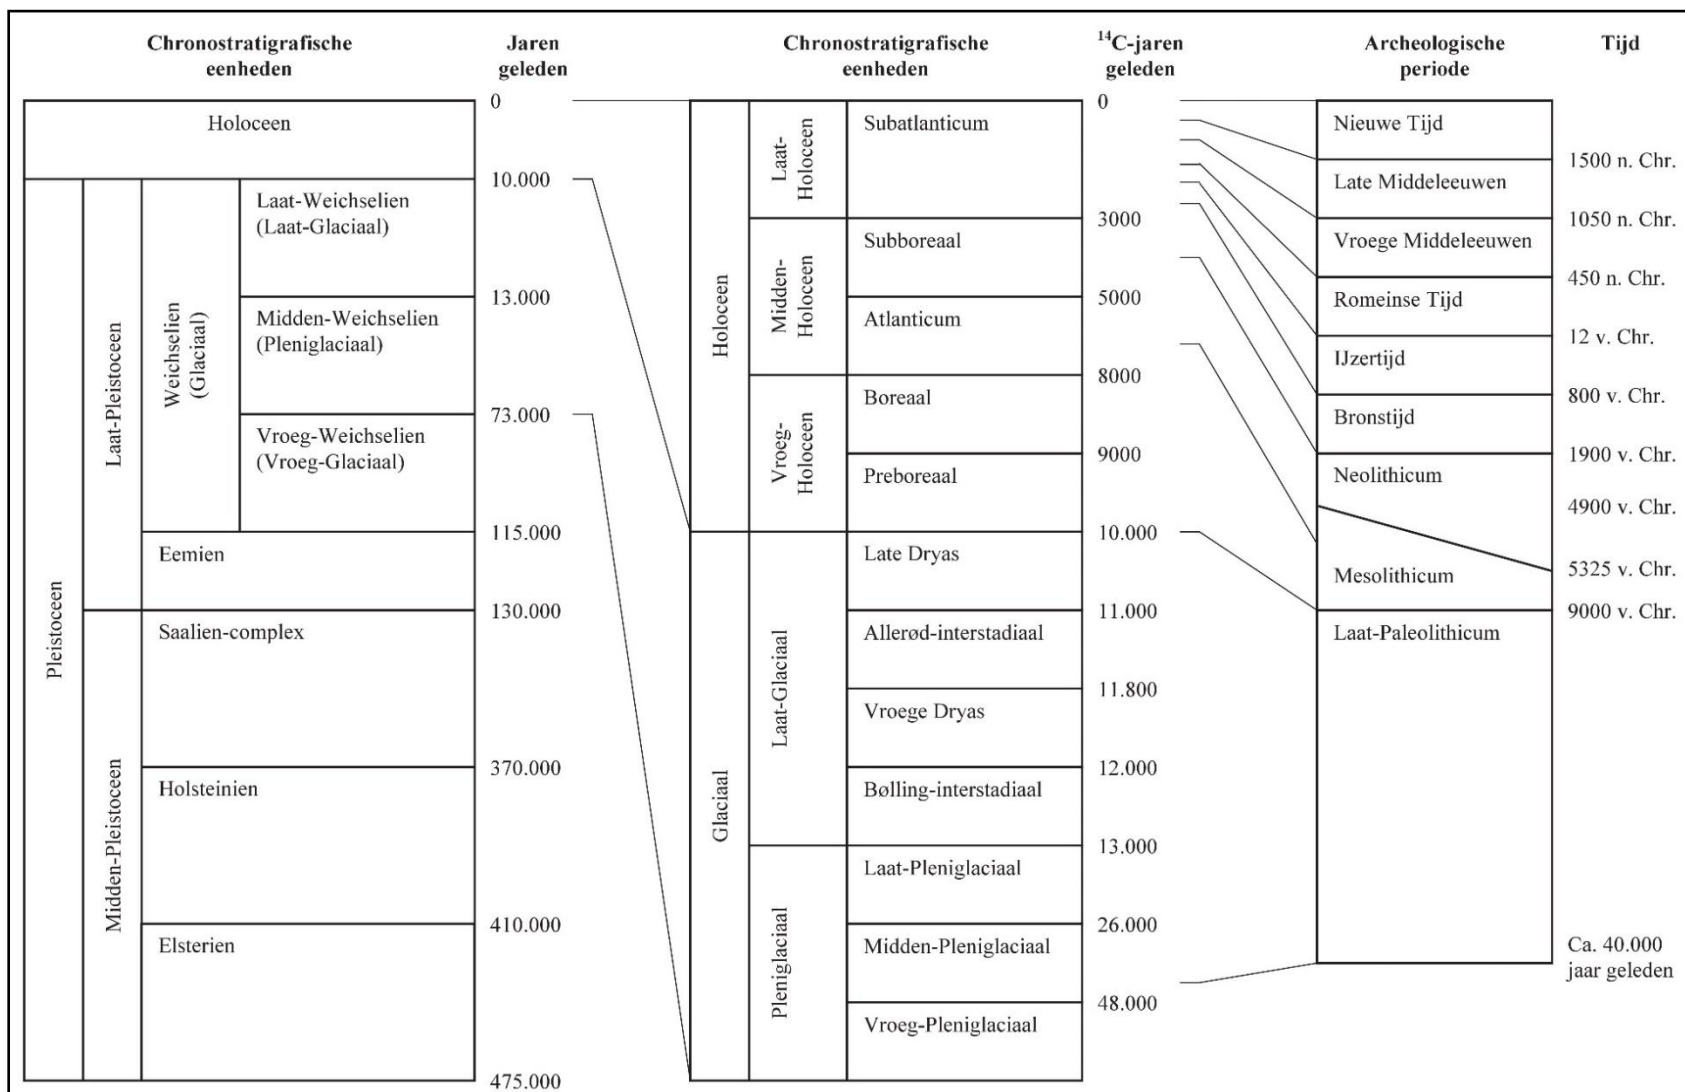 Chronostratigrafische
eenheden
Jaren
geleden
0
Holoceen
10.000
Pleistoceen
Laat-Pleistoceen
Weichselien
(Glaciaal)
Laat-Weichselien
(Laat-Glaciaal)
13.000
Midden-Weichselien
(Pleniglaciaal)
73.000
Vroeg-Weichselien
(Vroeg-Glaciaal)
115.000
Eemien
130.000
Midden-Pleistoceen
Saalien-complex
370.000
Holsteinien
410.000
Elsterien
475.000
Chronostratigrafische
eenheden
14C-jaren
geleden
0
Holoceen
Laat-
Holoceen
Subatlanticum
3000
Midden-
Holoceen
Subboreaal
5000
Atlanticum
8000
Vroeg-
Holoceen
Boreaal
9000
Preboreaal
10.000
Glaciaal
Laat-Glaciaal
Late Dryas
11.000
Allerød-interstadiaal
11.800
Vroege Dryas
12.000
Bølling-interstadiaal
13.000
Pleniglaciaal
Laat-Pleniglaciaal
26.000
Midden-Pleniglaciaal
48.000
Vroeg-Pleniglaciaal
Archeologische
periode
Tijd
Nieuwe Tijd
1500 n. Chr.
Late Middeleeuwen
1050 n. Chr.
Vroege Middeleeuwen
450 n. Chr.
Romeinse Tijd
12 v. Chr.
IJzertijd
800 v. Chr.
Bronstijd
1900 v. Chr.
Neolithicum
4900 v. Chr.
5325 v. Chr.
Mesolithicum
9000 v. Chr.
Laat-Paleolithicum
Ca. 40.000
jaar geleden